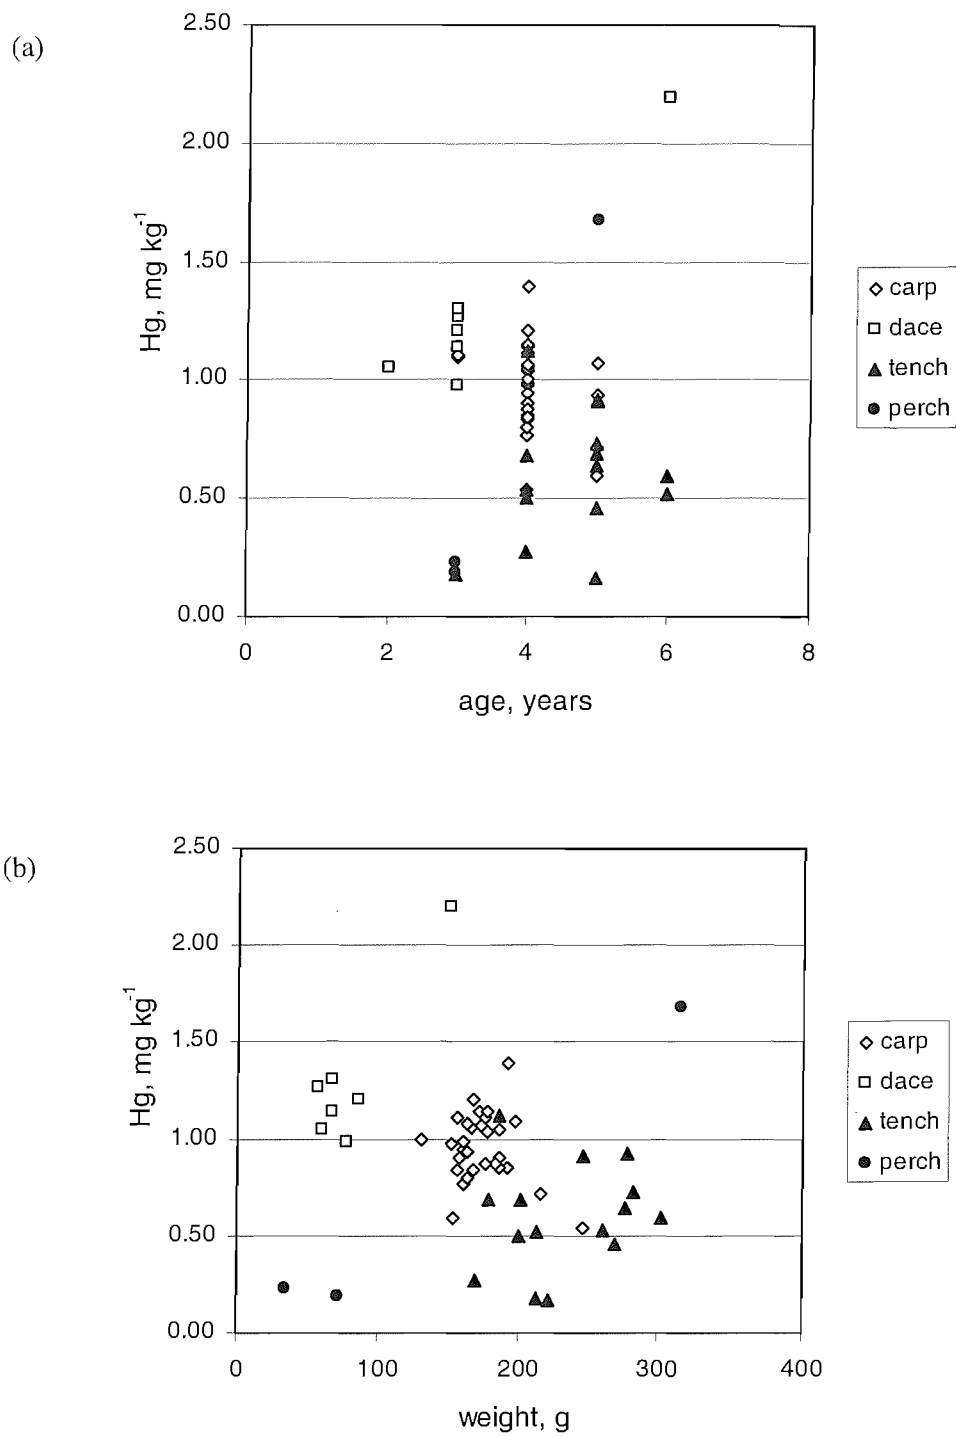 (a)
2.50
2.00
1.50
1.00
0.50
0.00
Hg, mg kg-1
0 2 4 6 8
age, years
carp
dace
tench
perch
(b)
2.50
2.00
1.50
1.00
0.50
0.00
Hg, mg kg-1
0 100 200 300 400
weight, g
carp
dace
tench
perch